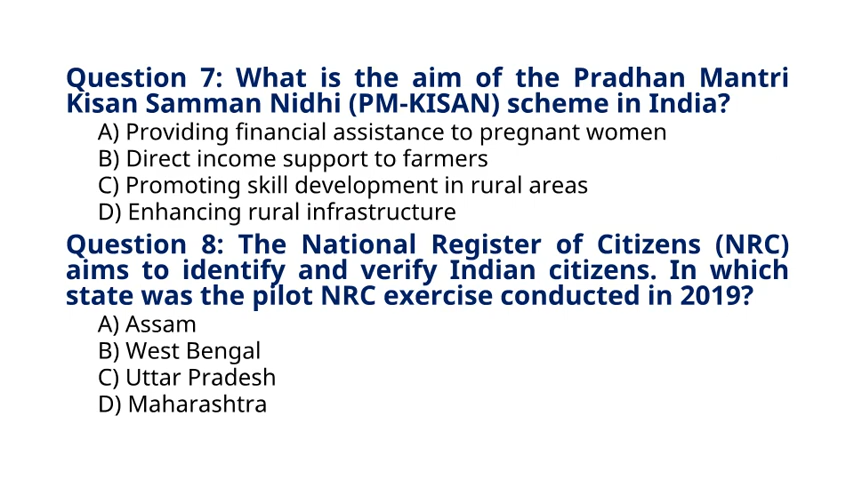 Question 7: What is the aim of the Pradhan Mantri
Kisan Samman Nidhi (PM-KISAN) scheme in India?
A) Providing financial assistance to pregnant women
B) Direct income support to farmers
C) Promoting skill development in rural areas
D) Enhancing rural infrastructure
Question 8: The National Register of Citizens (NRC)
aims to identify and verify Indian citizens. In which
state was the pilot NRC exercise conducted in 2019?
A) Assam
B) West Bengal
C) Uttar Pradesh
D) Maharashtra